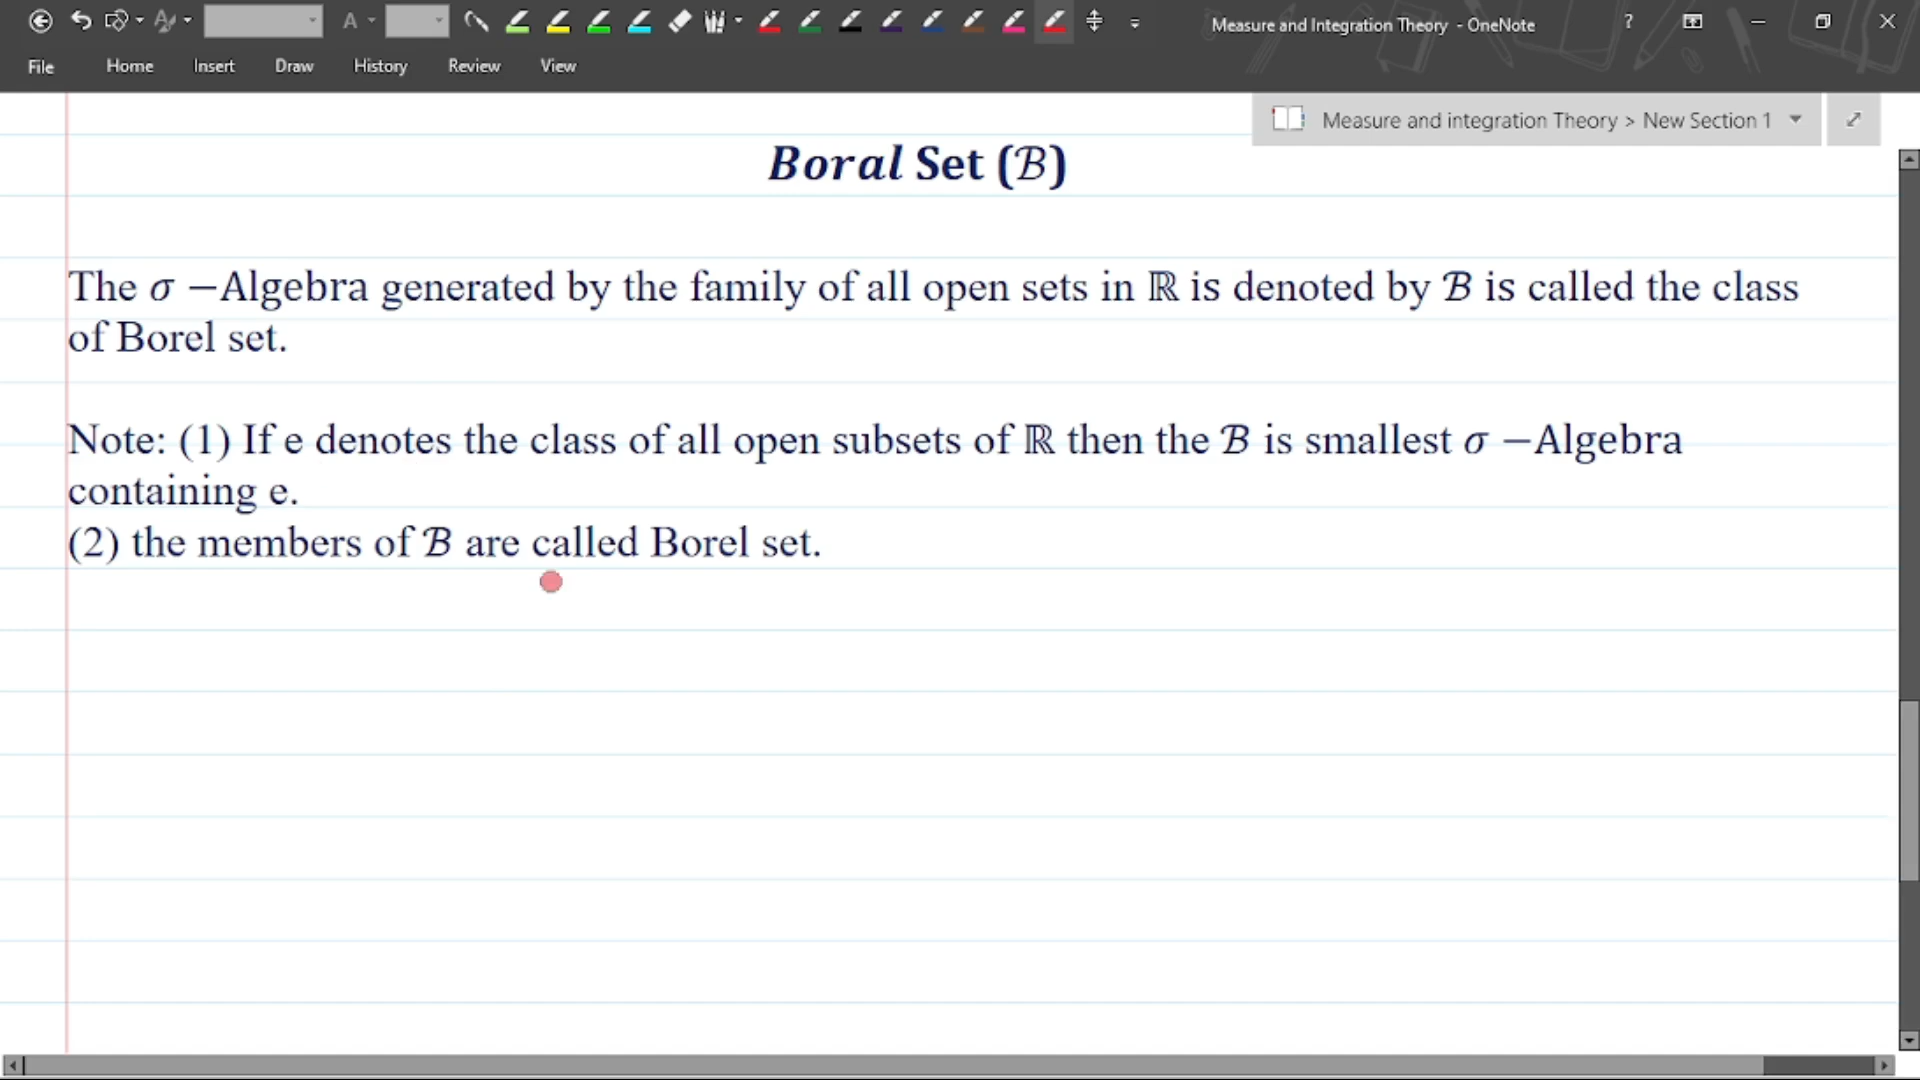 Measure and Integration Theory - OneNote
?
File Home Insert Draw History Review View
Measure and integration Theory > New Section 1
Boral Set (ℬ)
The σ −Algebra generated by the family of all open sets in ℝ is denoted by ℬ is called the class
of Borel set.
Note: (1) If e denotes the class of all open subsets of ℝ then the ℬ is smallest σ −Algebra
containing e.
(2) the members of ℬ are called Borel set.